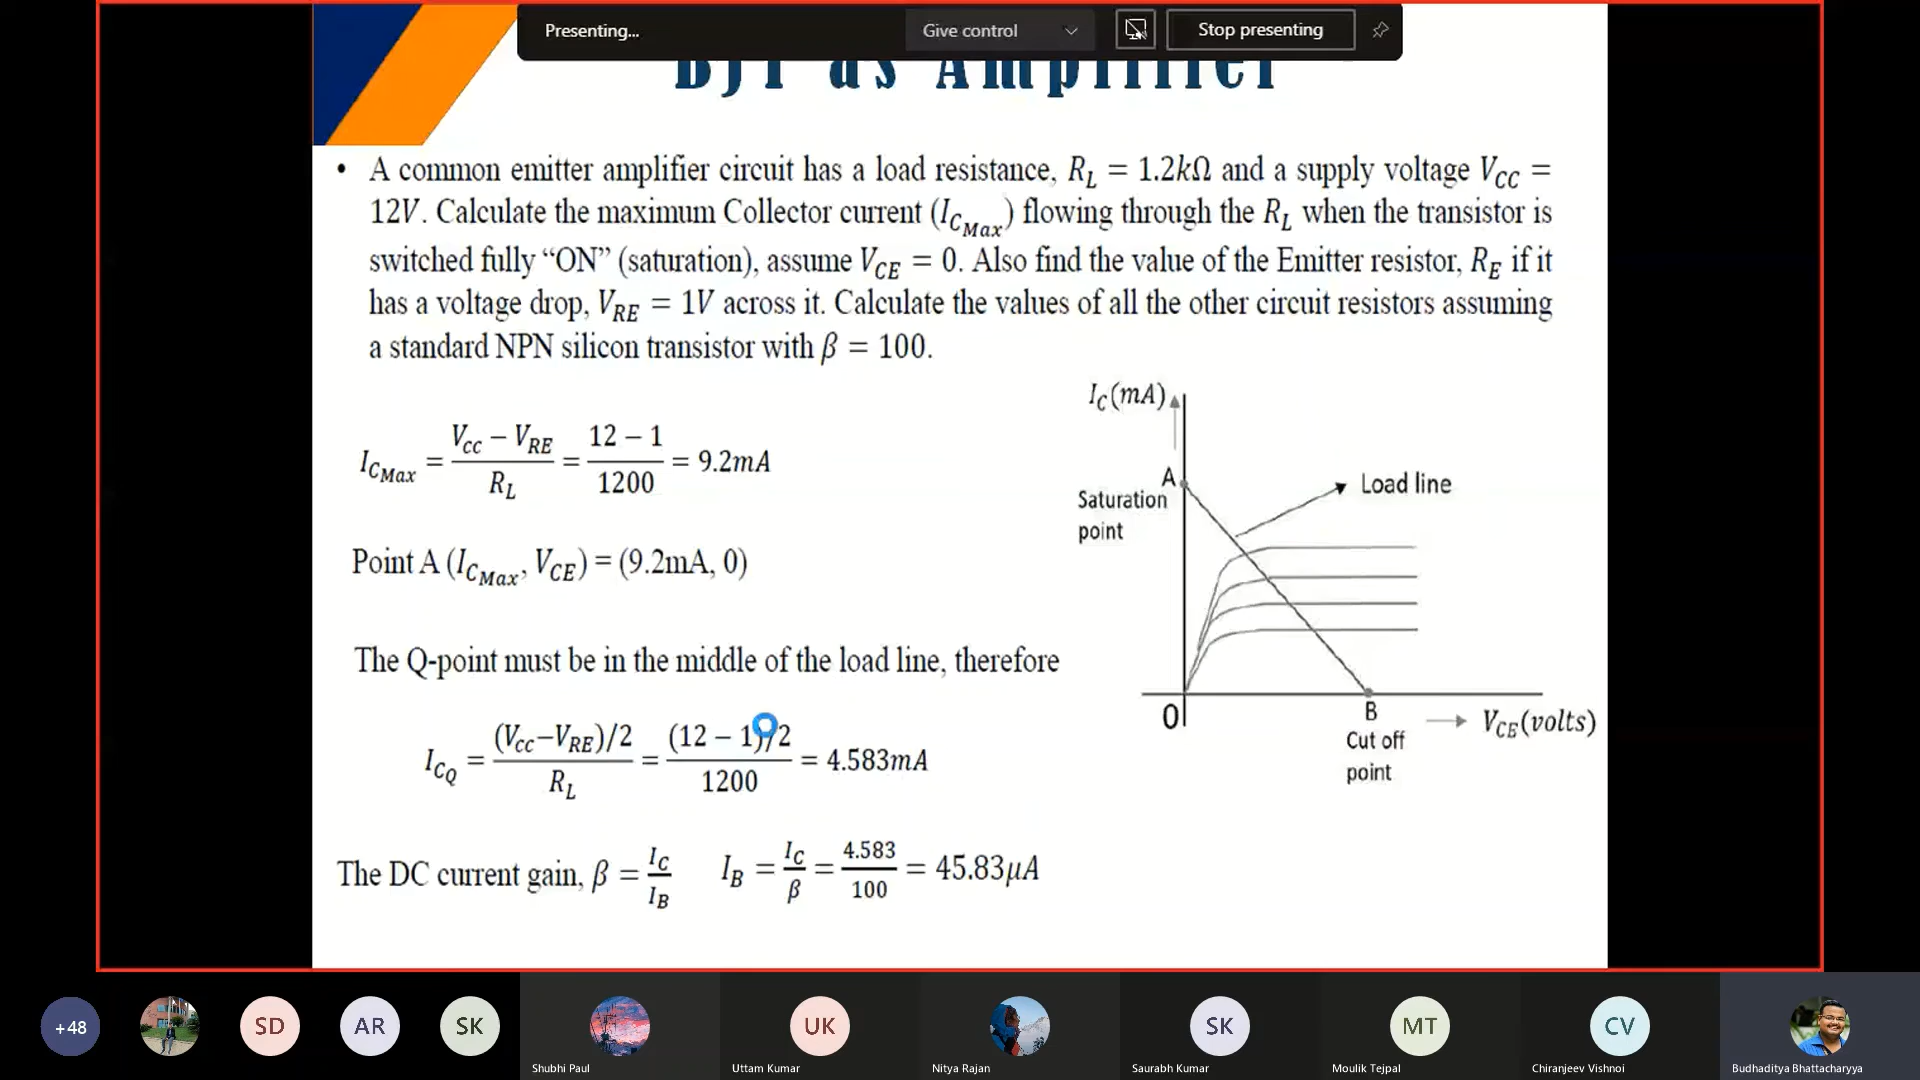 Presenting...
Give control
Stop presenting
BJT as Amplifier
• A common emitter amplifier circuit has a load resistance, R_L = 1.2kΩ and a supply voltage V_CC =
12V. Calculate the maximum Collector current (I_C_Max) flowing through the R_L when the transistor is
switched fully “ON” (saturation), assume V_CE = 0. Also find the value of the Emitter resistor, R_E if it
has a voltage drop, V_RE = 1V across it. Calculate the values of all the other circuit resistors assuming
a standard NPN silicon transistor with β = 100.
I_C_Max = (V_cc − V_RE)/R_L = (12 − 1)/1200 = 9.2mA
Point A (I_C_Max, V_CE) = (9.2mA, 0)
The Q-point must be in the middle of the load line, therefore
I_C_Q = ((V_cc−V_RE)/2)/R_L = ((12 − 1)/2)/1200 = 4.583mA
The DC current gain, β = I_C/I_B I_B = I_C/β = 4.583/100 = 45.83μA
I_C(mA)
A
Saturation
point
Load line
0
B
V_CE(volts)
Cut off
point
+48
SD
AR
SK
UK
SK
MT
CV
Shubhi Paul
Uttam Kumar
Nitya Rajan
Saurabh Kumar
Moulik Tejpal
Chiranjeev Vishnoi
Budhaditya Bhattacharyya